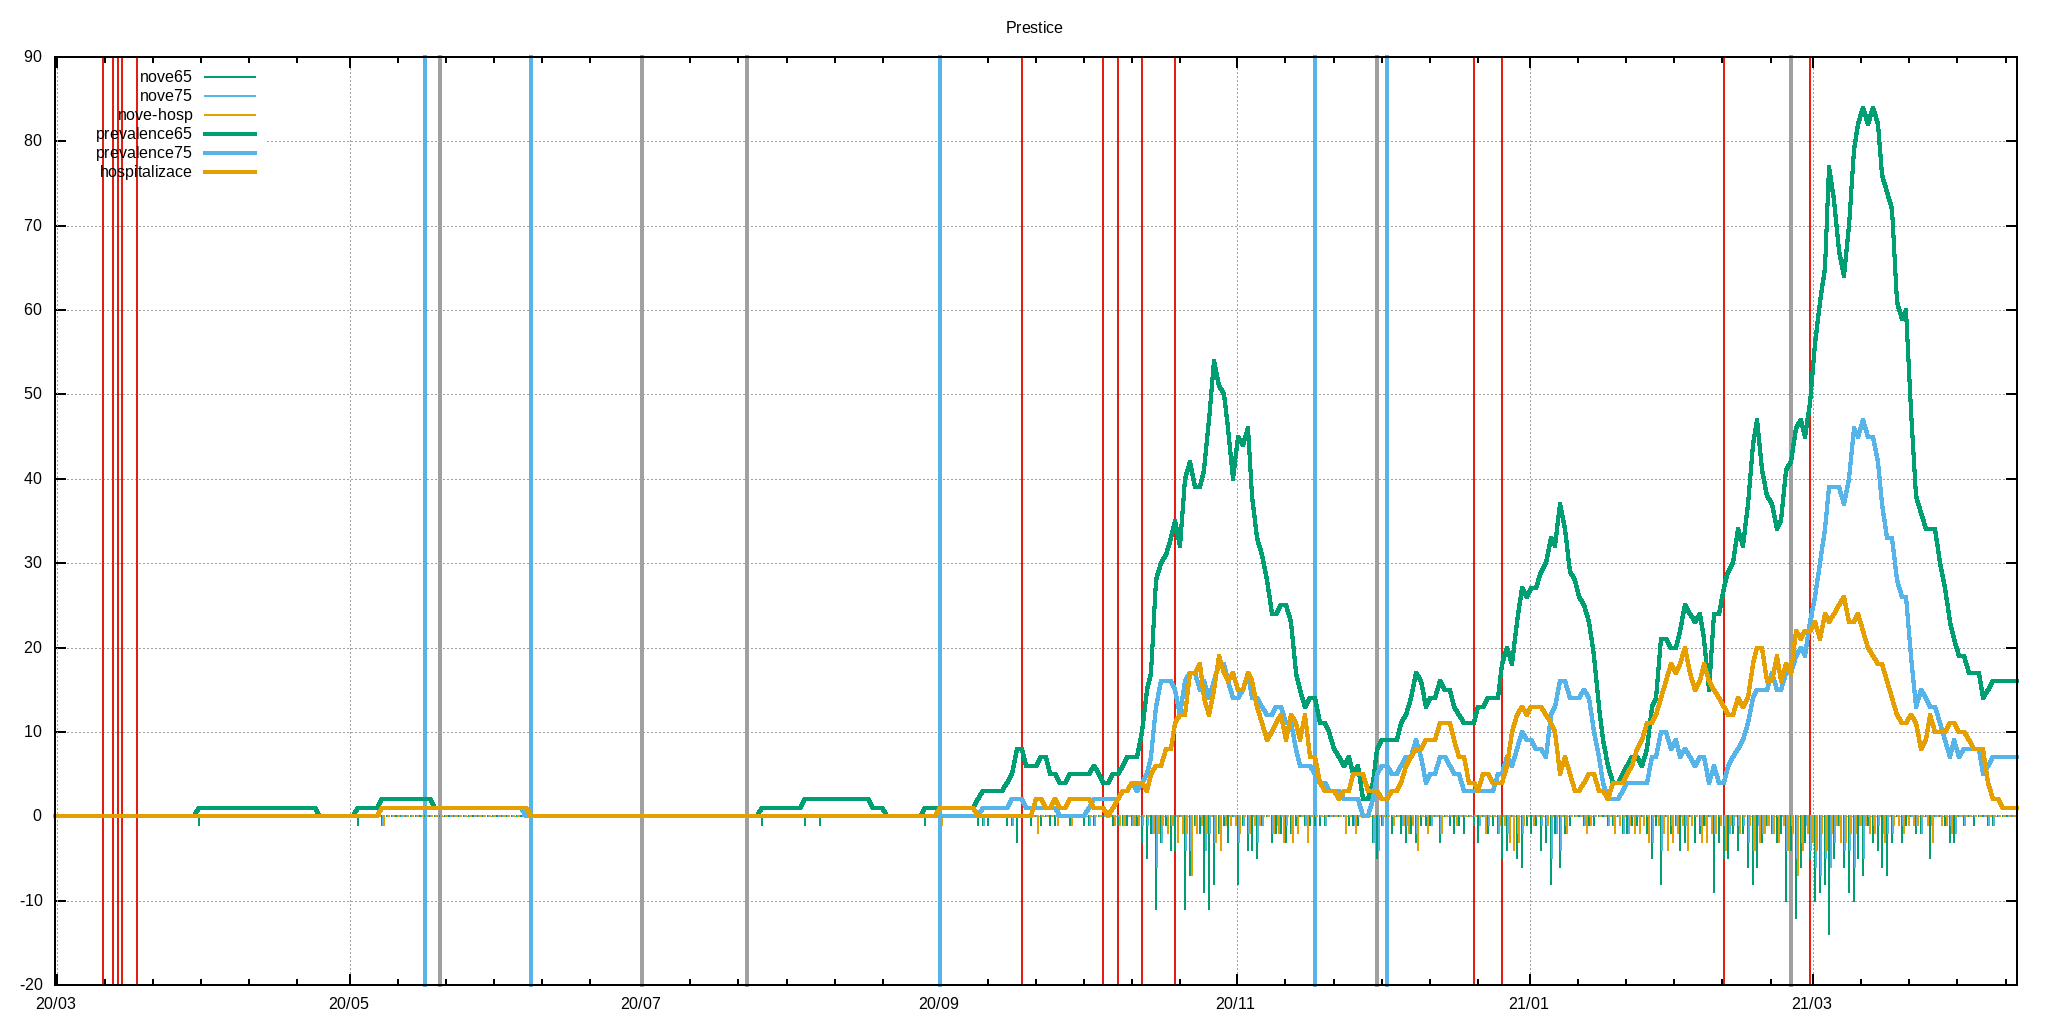 Prestice
90
80
70
60
50
40
30
20
10
0
-10
-20
nove65
nove75
nove-hosp
prevalence65
prevalence75
hospitalizace
20/03 20/05 20/07 20/09 20/11 21/01 21/03